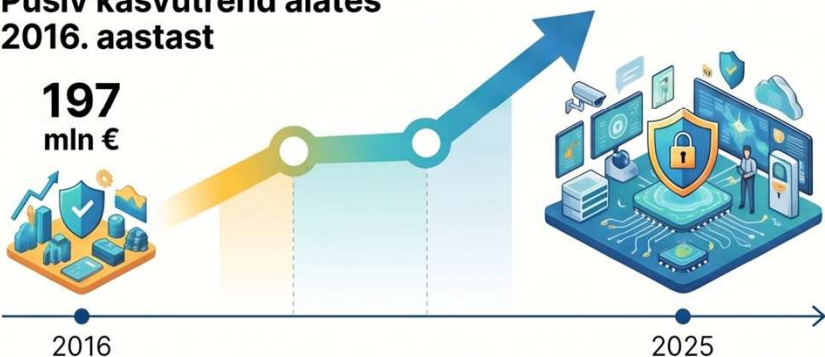 Püsiv kasvutrend alates
2016. aastast
197
mln €
2016
2025